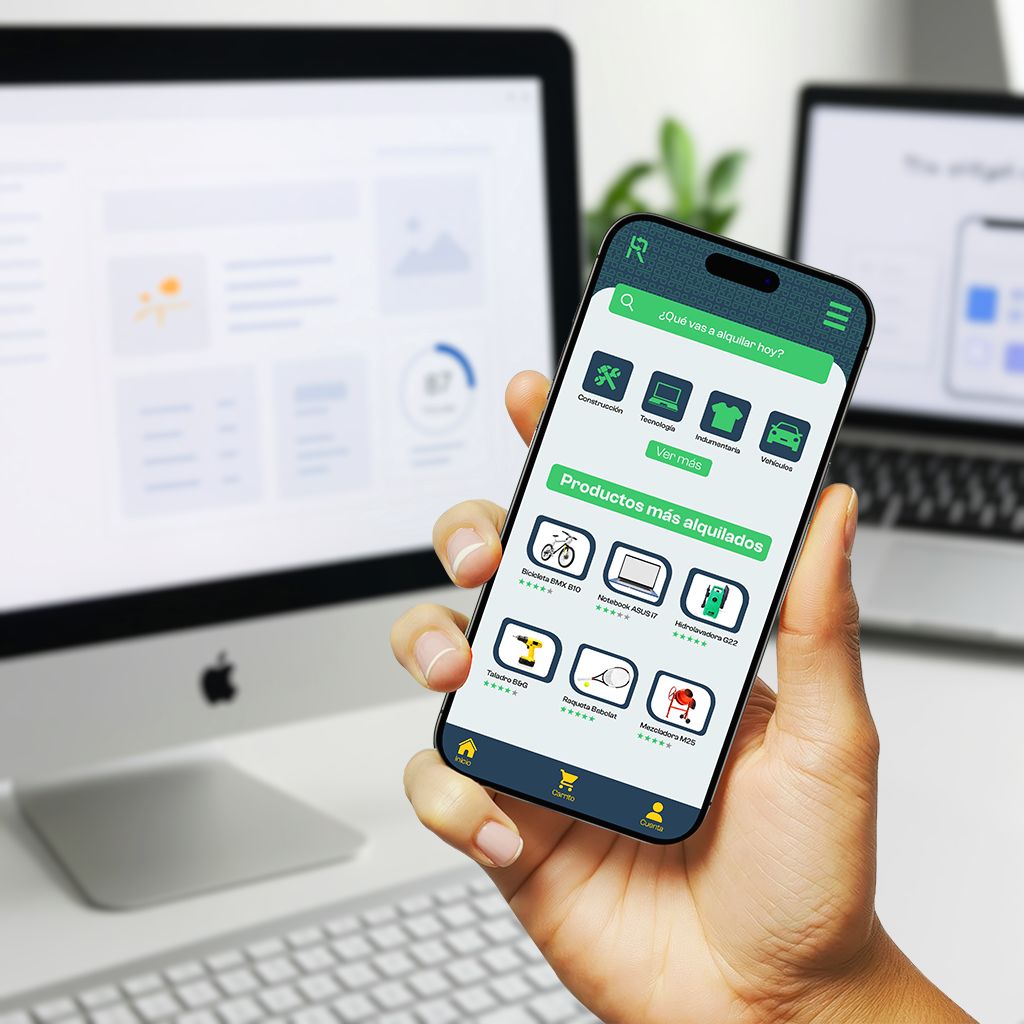 ¿Qué vas a alquilar hoy?
Construcción
Tecnología
Indumentaria
Vehículos
Ver más
Productos más alquilados
Bicicleta BMX B10
Notebook ASUS i7
Hidrolavadora G22
Taladro B&G
Raqueta Babolat
Mezcladora M25
Inicio
Carrito
Cuenta
87